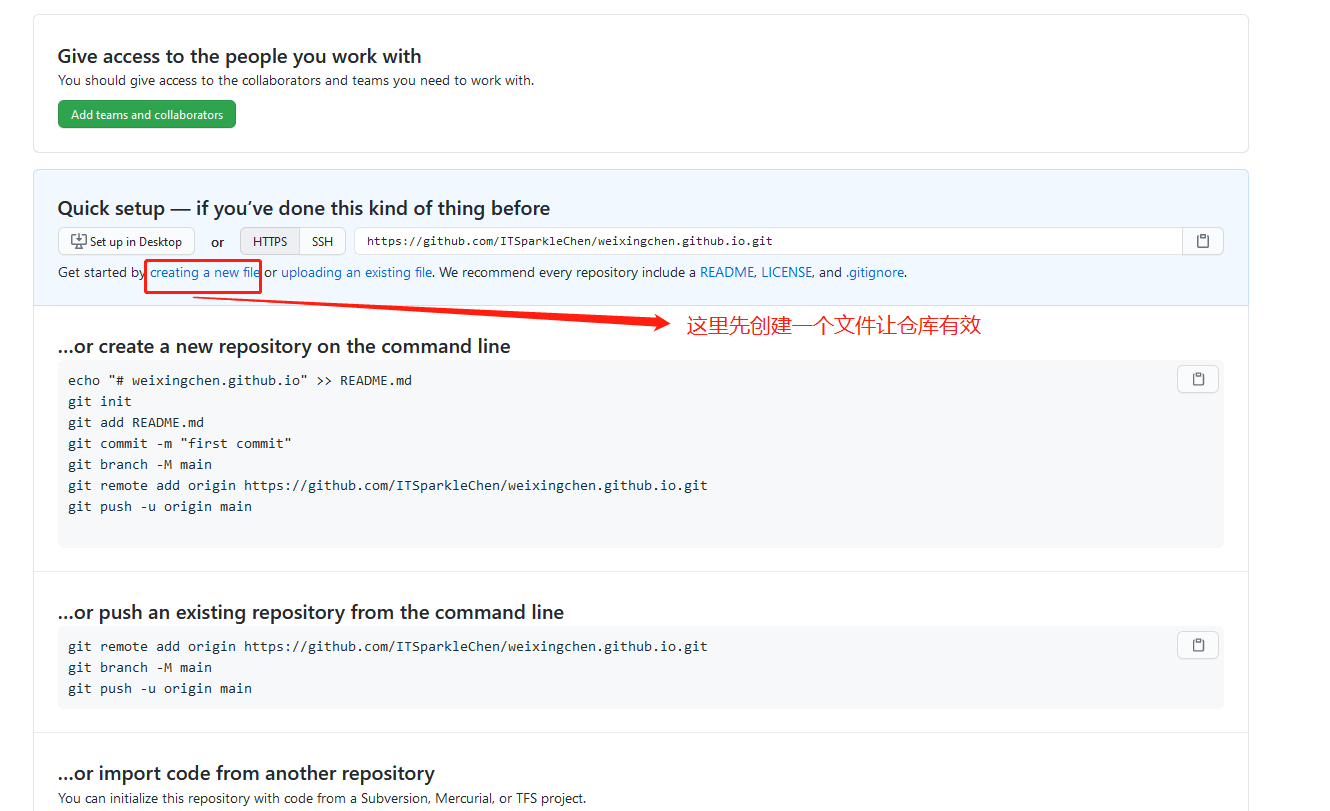 Give access to the people you work with
You should give access to the collaborators and teams you need to work with.
Add teams and collaborators
Quick setup — if you’ve done this kind of thing before
Set up in Desktop or HTTPS SSH https://github.com/ITSparkleChen/weixingchen.github.io.git
Get started by creating a new file or uploading an existing file. We recommend every repository include a README, LICENSE, and .gitignore.
这里先创建一个文件让仓库有效
…or create a new repository on the command line
echo "# weixingchen.github.io" >> README.md
git init
git add README.md
git commit -m "first commit"
git branch -M main
git remote add origin https://github.com/ITSparkleChen/weixingchen.github.io.git
git push -u origin main
…or push an existing repository from the command line
git remote add origin https://github.com/ITSparkleChen/weixingchen.github.io.git
git branch -M main
git push -u origin main
…or import code from another repository
You can initialize this repository with code from a Subversion, Mercurial, or TFS project.